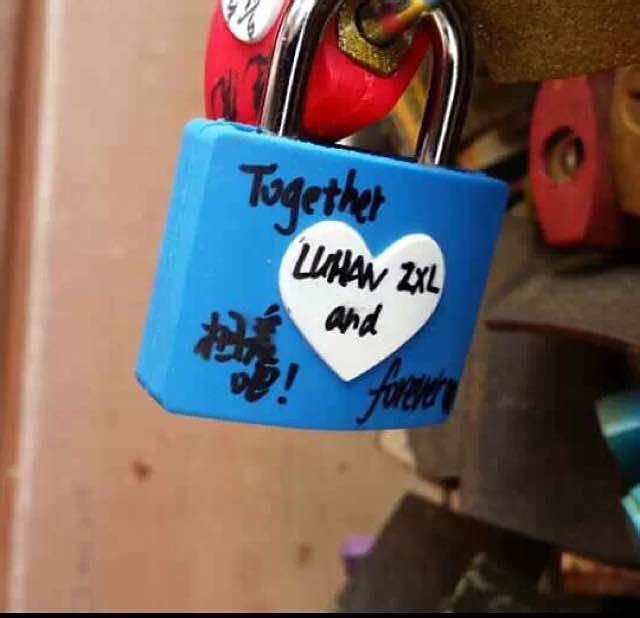 Together
LUHAN ZXL
and
吧!
forever